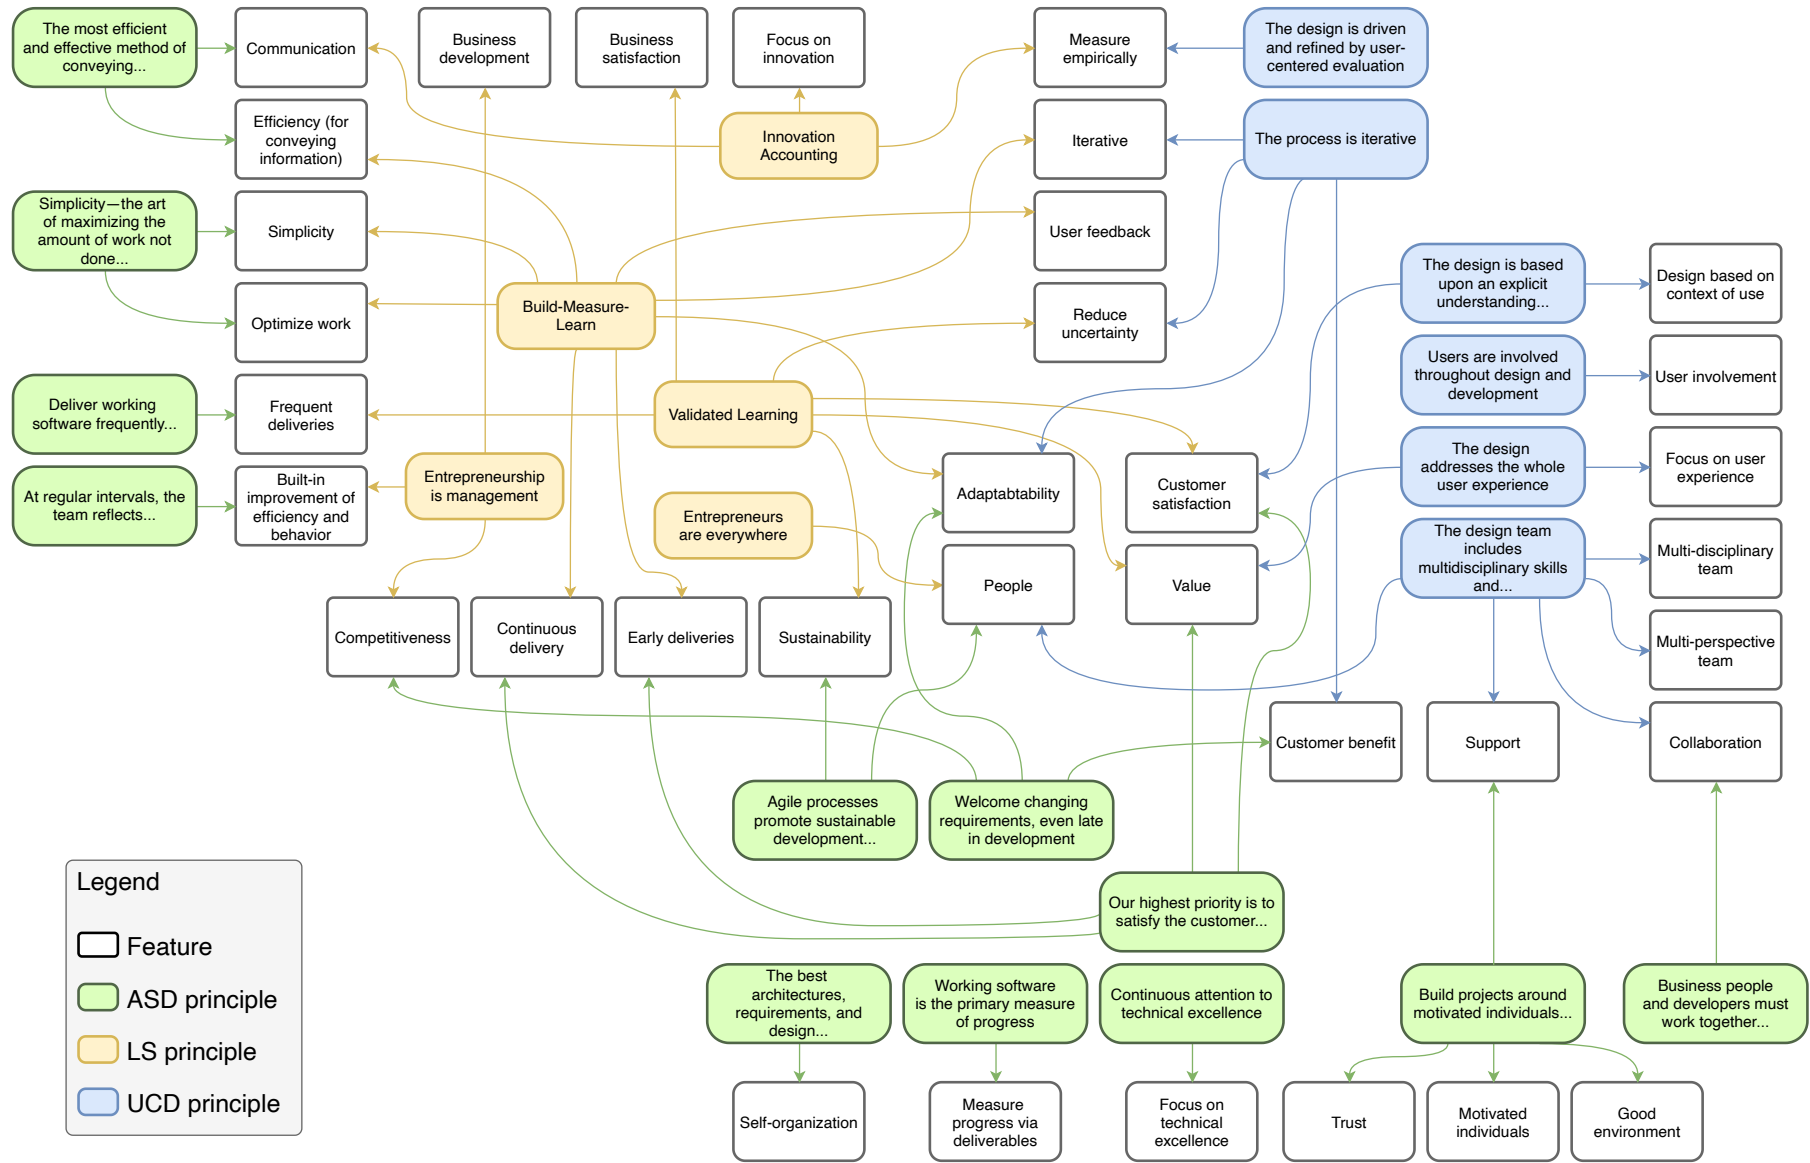 The most efficient
and effective method of
conveying...
Communication
Business
development
Business
satisfaction
Focus on
innovation
Measure
empirically
The design is driven
and refined by user-
centered evaluation
Efficiency (for
conveying
information)
Innovation
Accounting
Iterative
The process is iterative
Simplicity—the art
of maximizing the
amount of work not
done...
Simplicity
User feedback
The design is based
upon an explicit
understanding...
Design based on
context of use
Optimize work
Build-Measure-
Learn
Reduce
uncertainty
Users are involved
throughout design and
development
User involvement
Deliver working
software frequently...
Frequent
deliveries
Validated Learning
The design
addresses the whole
user experience
Focus on user
experience
At regular intervals, the
team reflects...
Built-in
improvement of
efficiency and
behavior
Entrepreneurship
is management
Entrepreneurs
are everywhere
Adaptabtability
Customer
satisfaction
The design team
includes
multidisciplinary skills
and...
Multi-disciplinary
team
People
Value
Competitiveness
Continuous
delivery
Early deliveries
Sustainability
Multi-perspective
team
Customer benefit
Support
Collaboration
Agile processes
promote sustainable
development...
Welcome changing
requirements, even late
in development
Our highest priority is to
satisfy the customer...
Legend
Feature
ASD principle
LS principle
UCD principle
The best
architectures,
requirements, and
design...
Working software
is the primary measure
of progress
Continuous attention to
technical excellence
Build projects around
motivated individuals...
Business people
and developers must
work together...
Self-organization
Measure
progress via
deliverables
Focus on
technical
excellence
Trust
Motivated
individuals
Good
environment